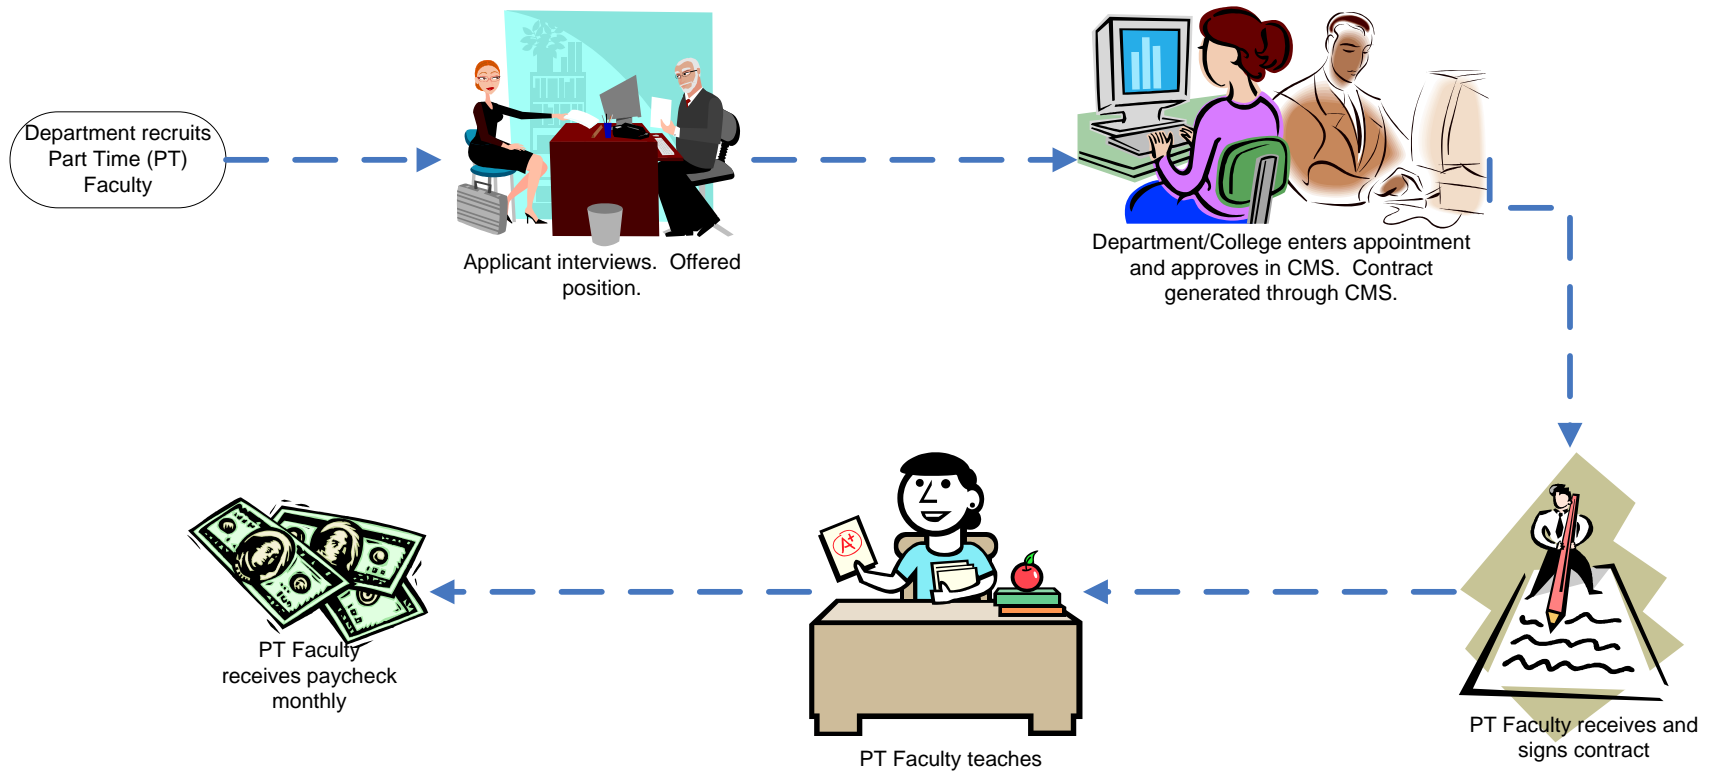 Department recruits
Part Time (PT)
Faculty
Applicant interviews.  Offered
position.
Department/College enters appointment
and approves in CMS.  Contract
generated through CMS.
PT Faculty receives and
signs contract
A+
PT Faculty teaches
PT Faculty
receives paycheck
monthly